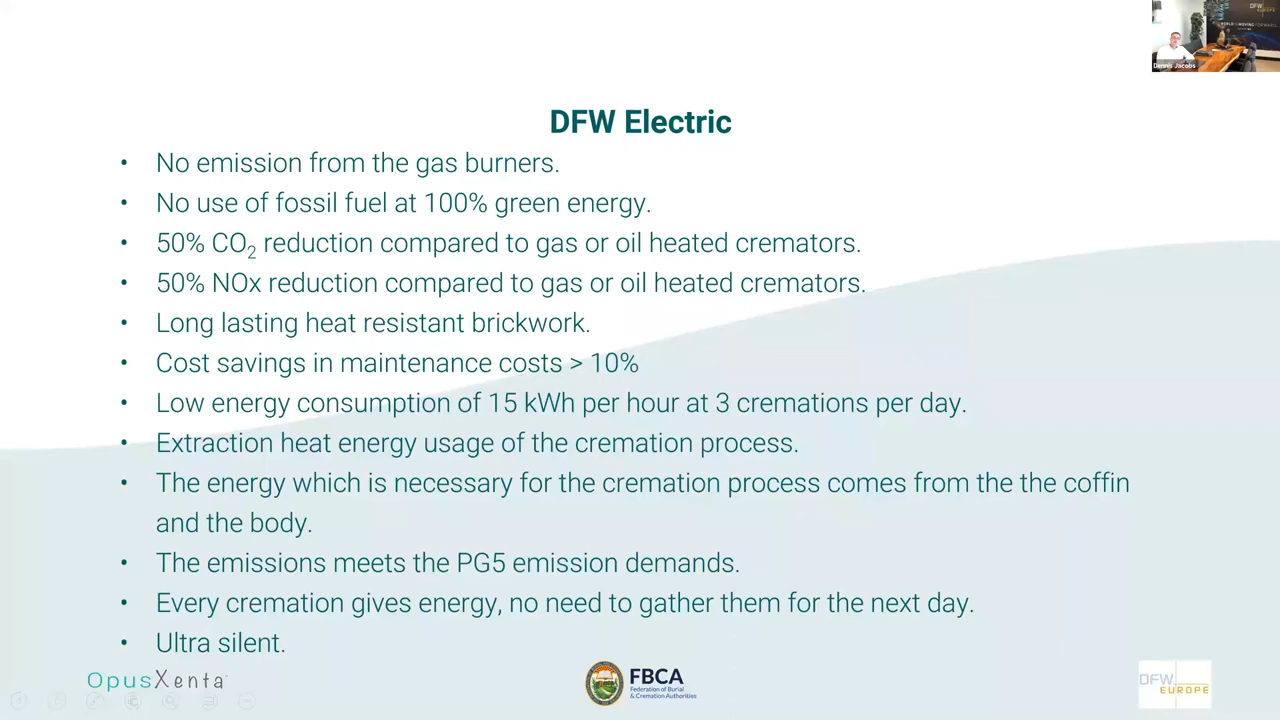 DFW
EUROPE
Dennis Jacobs
DFW Electric
• No emission from the gas burners.
• No use of fossil fuel at 100% green energy.
• 50% CO2 reduction compared to gas or oil heated cremators.
• 50% NOx reduction compared to gas or oil heated cremators.
• Long lasting heat resistant brickwork.
• Cost savings in maintenance costs > 10%
• Low energy consumption of 15 kWh per hour at 3 cremations per day.
• Extraction heat energy usage of the cremation process.
• The energy which is necessary for the cremation process comes from the the coffin
and the body.
• The emissions meets the PG5 emission demands.
• Every cremation gives energy, no need to gather them for the next day.
• Ultra silent.
OpusXenta
FBCA
Federation of Burial
& Cremation Authorities
DFW
EUROPE